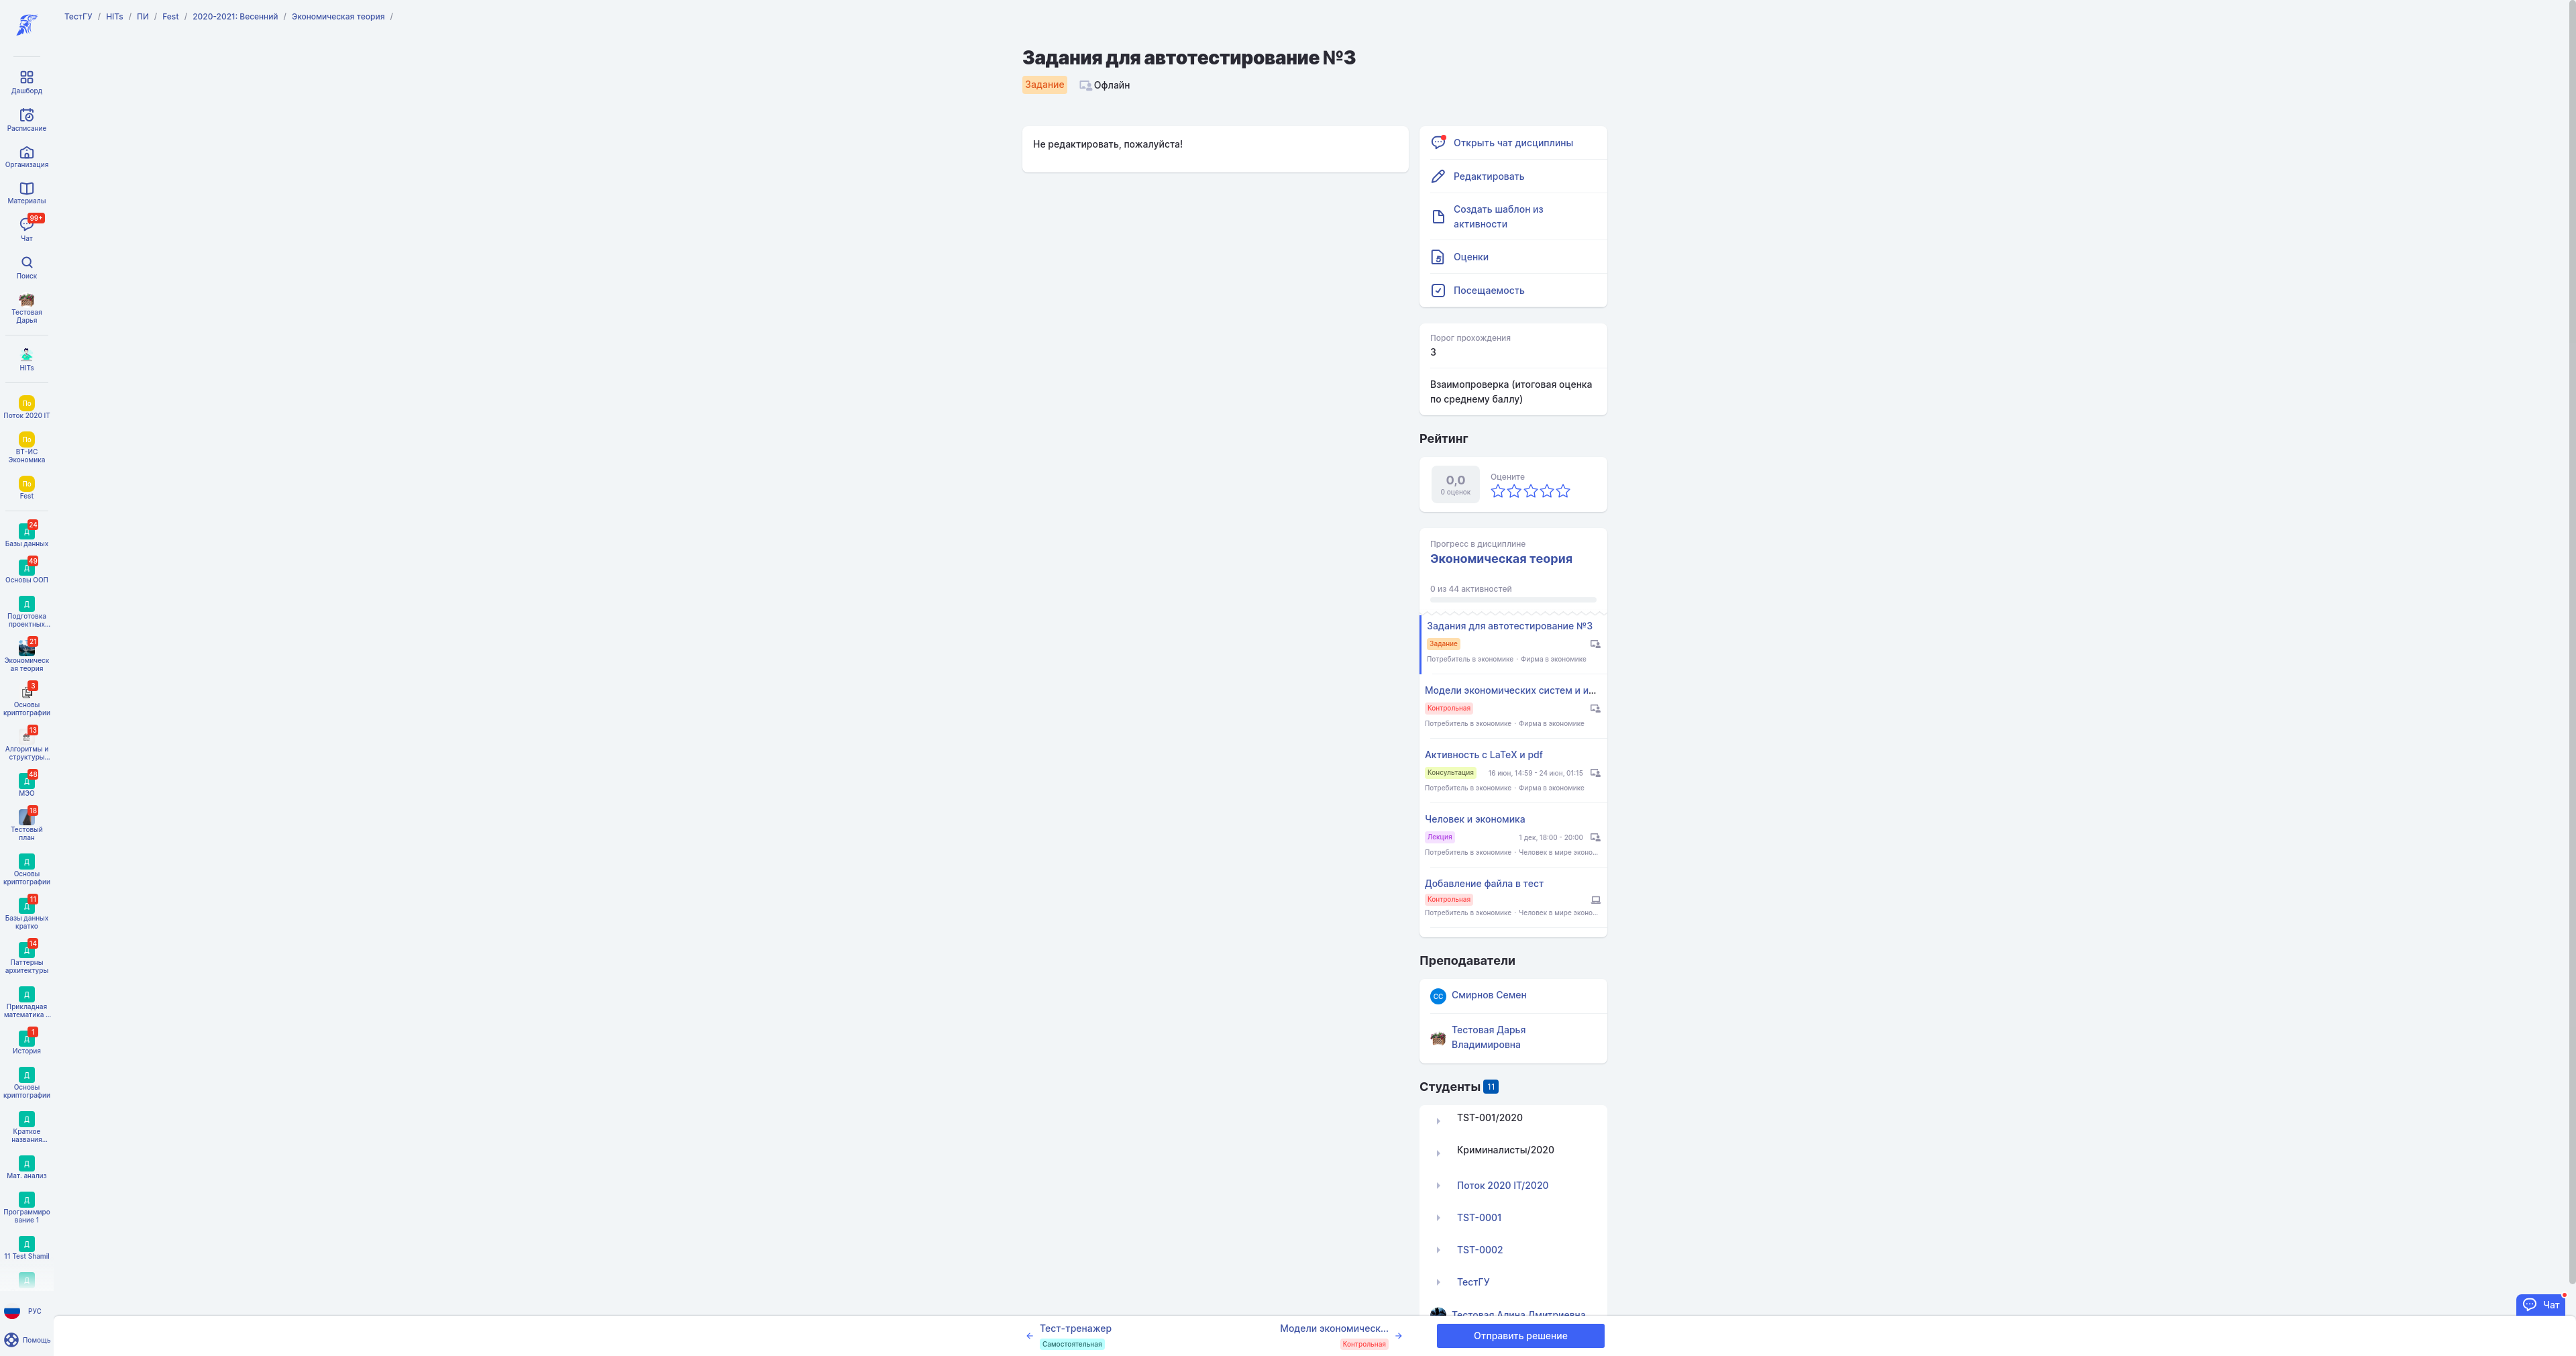 ТестГУ / HITs / ПИ / Fest / 2020-2021: Весенний / Экономическая теория /
Дашборд
Расписание
Организация
Материалы
99+
Чат
Поиск
Тестовая
Дарья
HITs
По
Поток 2020 IT
По
ВТ-ИС
Экономика
По
Fest
24
Д
Базы данных
49
Д
Основы ООП
Д
Подготовка
проектных...
21
Экономическ
ая теория
3
Основы
криптографии
13
Алгоритмы и
структуры...
48
Д
МЭО
18
Тестовый
план
Д
Основы
криптографии
11
Д
Базы данных
кратко
14
Д
Паттерны
архитектуры
Д
Прикладная
математика ...
1
Д
История
Д
Основы
криптографии
Д
Краткое
названия...
Д
Мат. анализ
Д
Программиро
вание 1
Д
11 Test Shamil
Д
РУС
Помощь
Задания для автотестирование №3
Задание
Офлайн
Не редактировать, пожалуйста!
Открыть чат дисциплины
Редактировать
Создать шаблон из
активности
Оценки
Посещаемость
Порог прохождения
3
Взаимопроверка (итоговая оценка
по среднему баллу)
Рейтинг
0,0
0 оценок
Оцените
Прогресс в дисциплине
Экономическая теория
0 из 44 активностей
Задания для автотестирование №3
Задание
Потребитель в экономике · Фирма в экономике
Модели экономических систем и и...
Контрольная
Потребитель в экономике · Фирма в экономике
Активность с LaTeX и pdf
Консультация 16 июн, 14:59 - 24 июн, 01:15
Потребитель в экономике · Фирма в экономике
Человек и экономика
Лекция 1 дек, 18:00 - 20:00
Потребитель в экономике · Человек в мире эконо...
Добавление файла в тест
Контрольная
Потребитель в экономике · Человек в мире эконо...
Преподаватели
СС Смирнов Семен
Тестовая Дарья
Владимировна
Студенты 11
TST-001/2020
Криминалисты/2020
Поток 2020 IT/2020
TST-0001
TST-0002
ТестГУ
Тестовая Алина Дмитриевна
Чат
Тест-тренажер
Самостоятельная
Модели экономическ...
Контрольная
Отправить решение